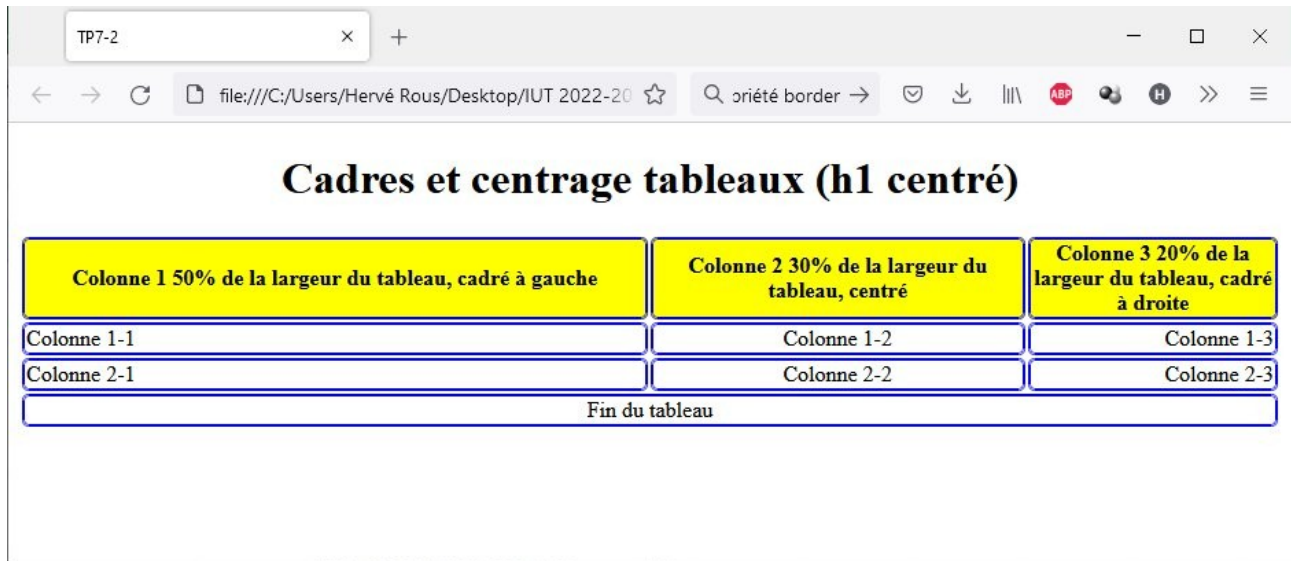 TP7-2
file:///C:/Users/Hervé Rous/Desktop/IUT 2022-20
oriété border
ABP
H
Cadres et centrage tableaux (h1 centré)
Colonne 1 50% de la largeur du tableau, cadré à gauche
Colonne 2 30% de la largeur du
tableau, centré
Colonne 3 20% de la
largeur du tableau, cadré
à droite
Colonne 1-1
Colonne 1-2
Colonne 1-3
Colonne 2-1
Colonne 2-2
Colonne 2-3
Fin du tableau